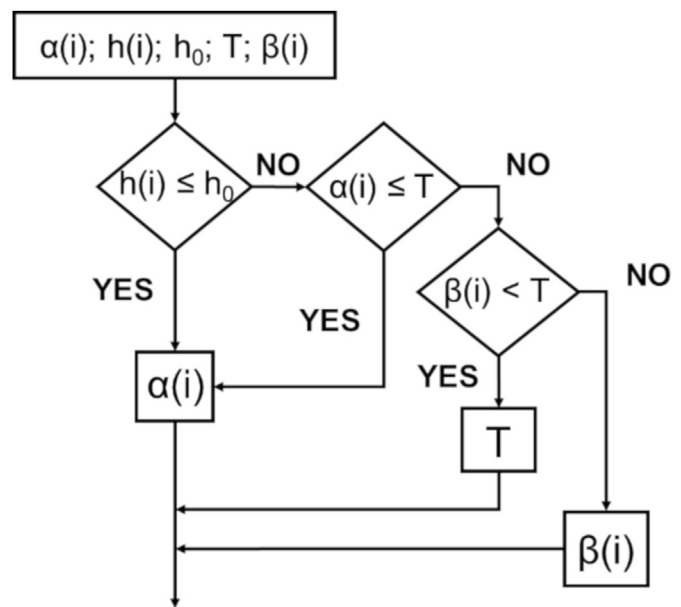 α(i); h(i); h₀; T; β(i)
h(i) ≤ h₀
NO
α(i) ≤ T
NO
YES
YES
β(i) < T
NO
α(i)
YES
T
β(i)